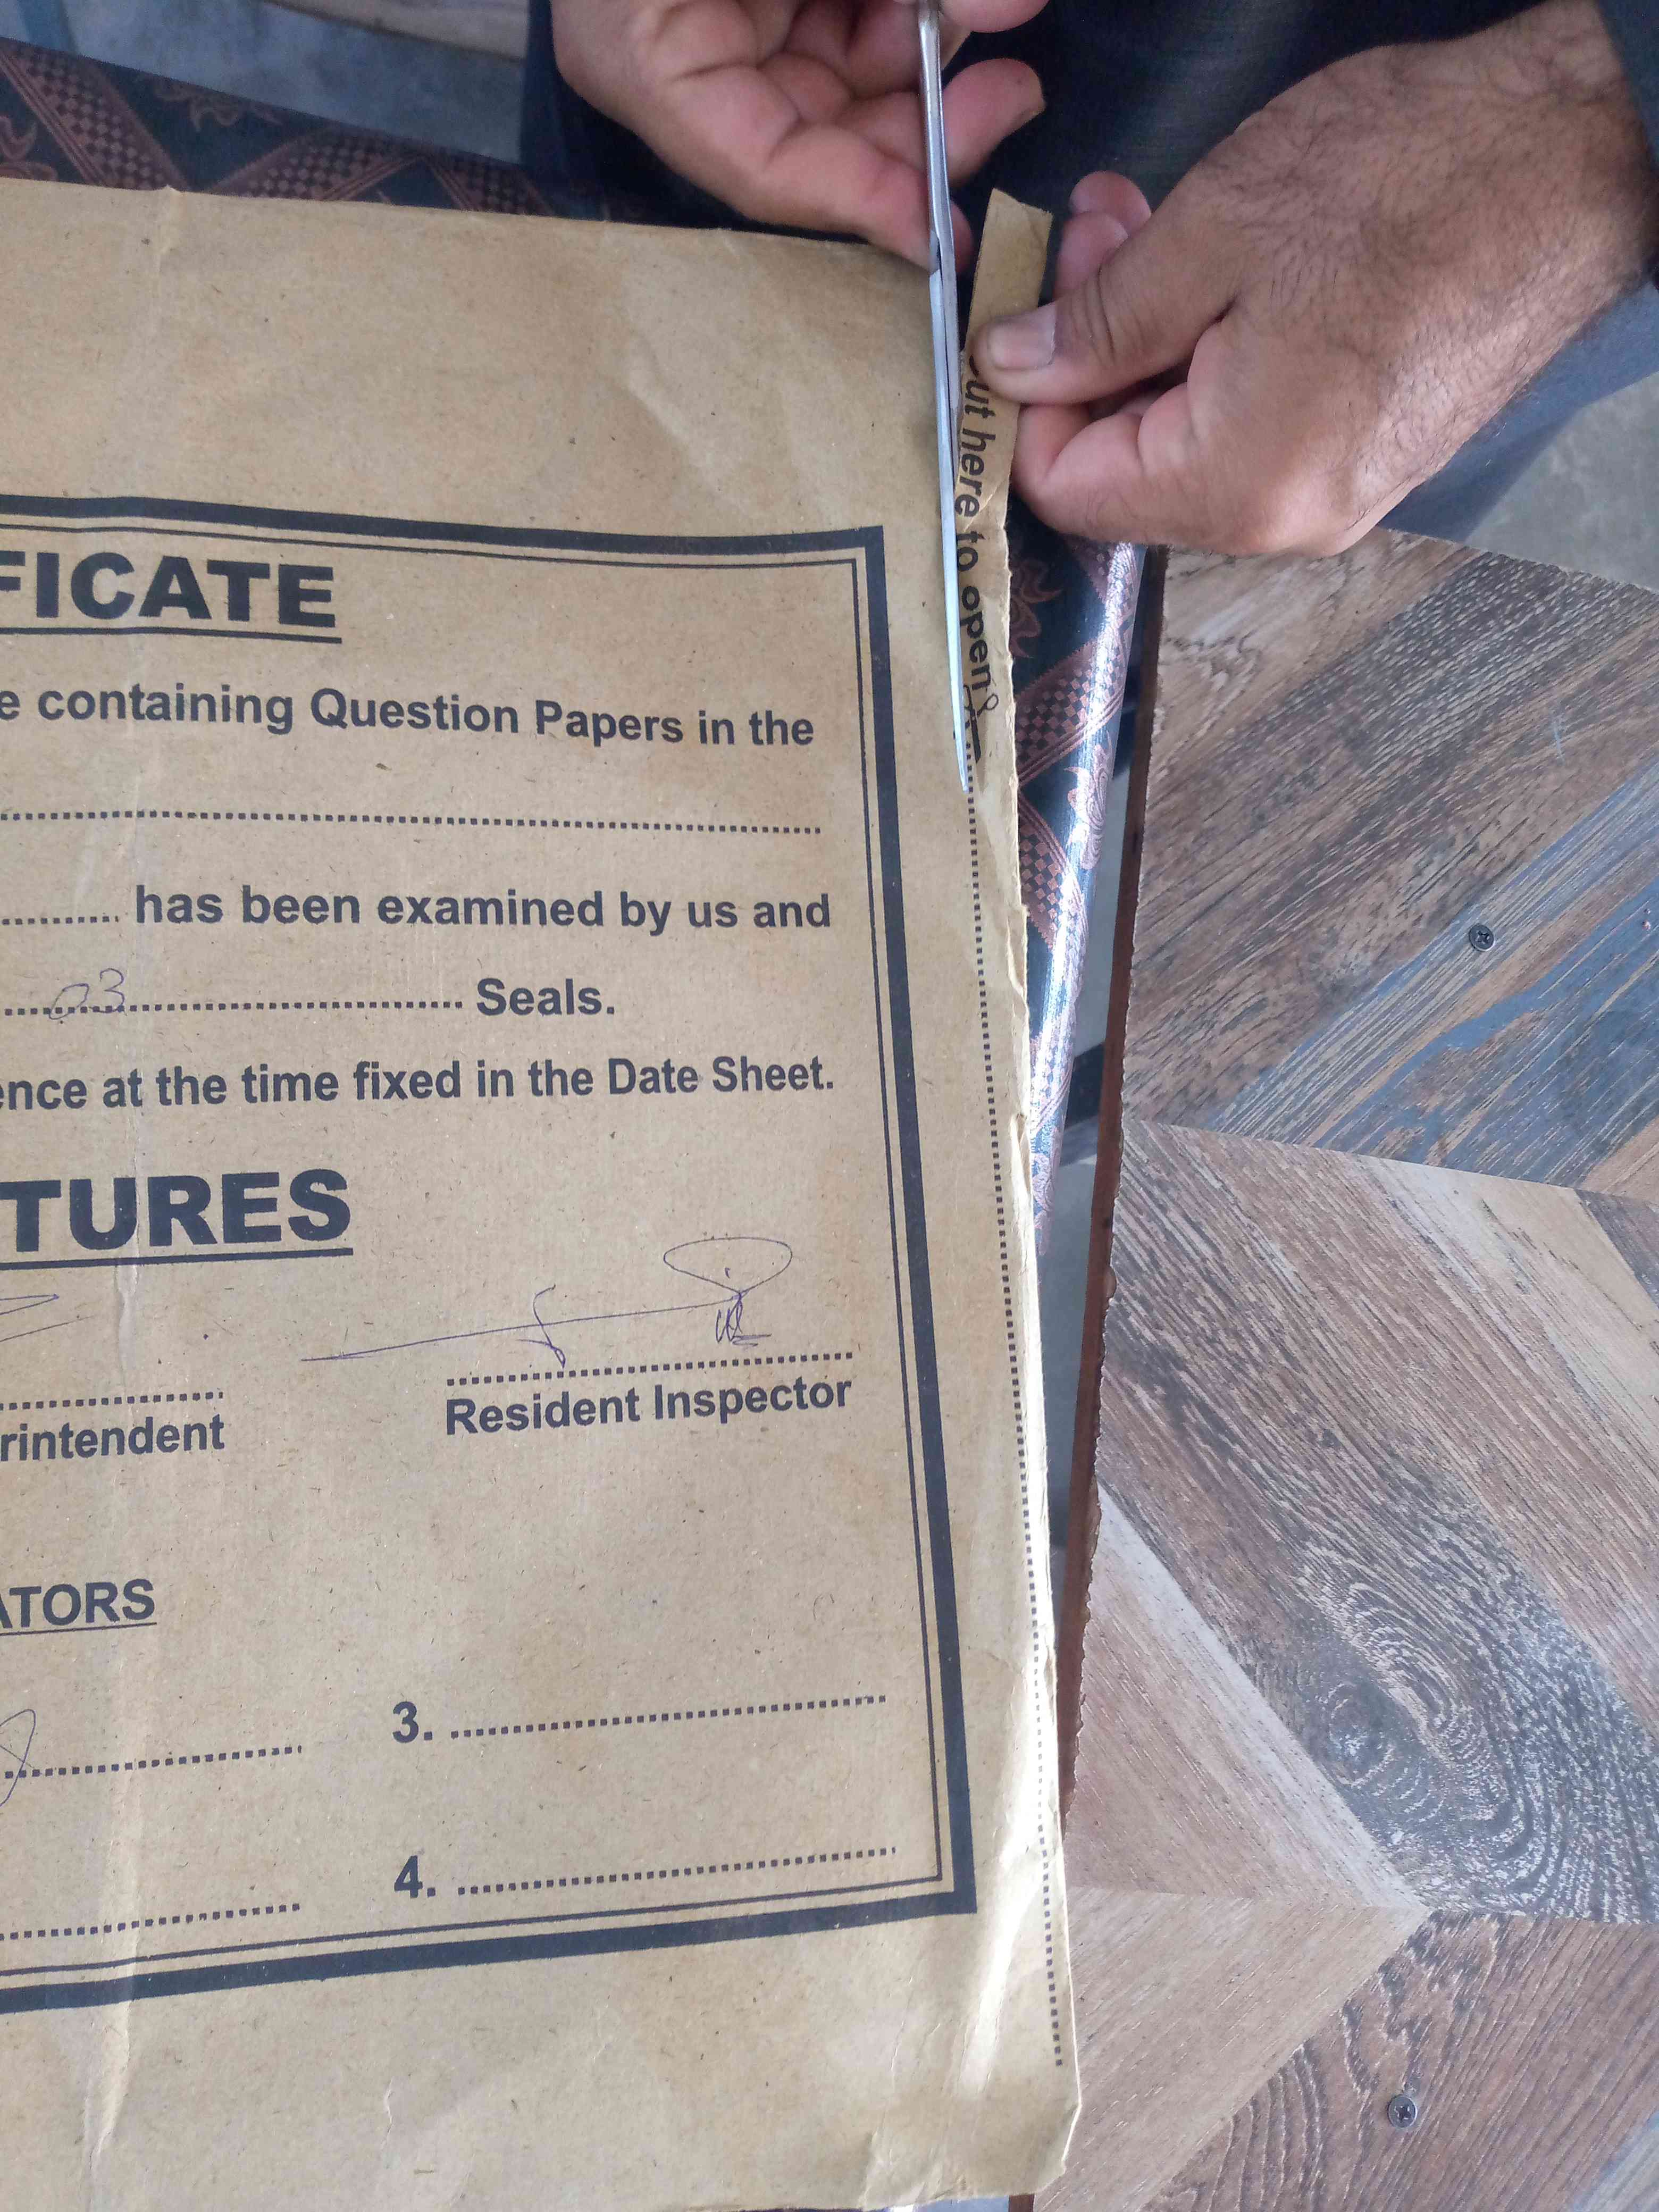 Cut here to open
FICATE
e containing Question Papers in the
.......... has been examined by us and
....03.............................. Seals.
ence at the time fixed in the Date Sheet.
TURES
rintendent
Resident Inspector
ATORS
3.
4.